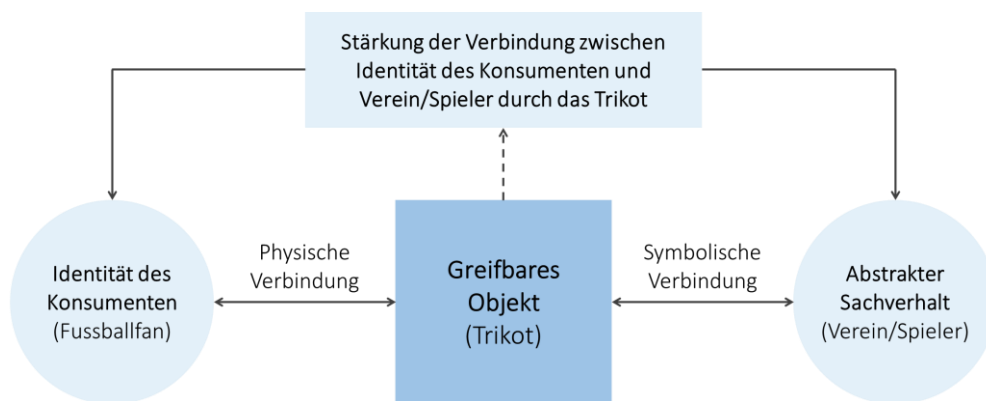 Stärkung der Verbindung zwischen
Identität des Konsumenten und
Verein/Spieler durch das Trikot
Identität des
Konsumenten
(Fussballfan)
Physische
Verbindung
Greifbares
Objekt
(Trikot)
Symbolische
Verbindung
Abstrakter
Sachverhalt
(Verein/Spieler)